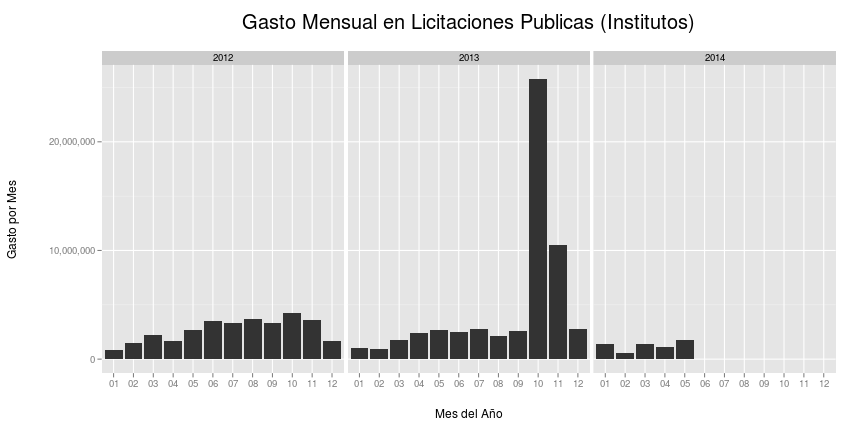 Gasto Mensual en Licitaciones Publicas (Institutos)
2012 2013 2014
Gasto por Mes
20,000,000
10,000,000
0
01 02 03 04 05 06 07 08 09 10 11 12 01 02 03 04 05 06 07 08 09 10 11 12 01 02 03 04 05 06 07 08 09 10 11 12
Mes del Año